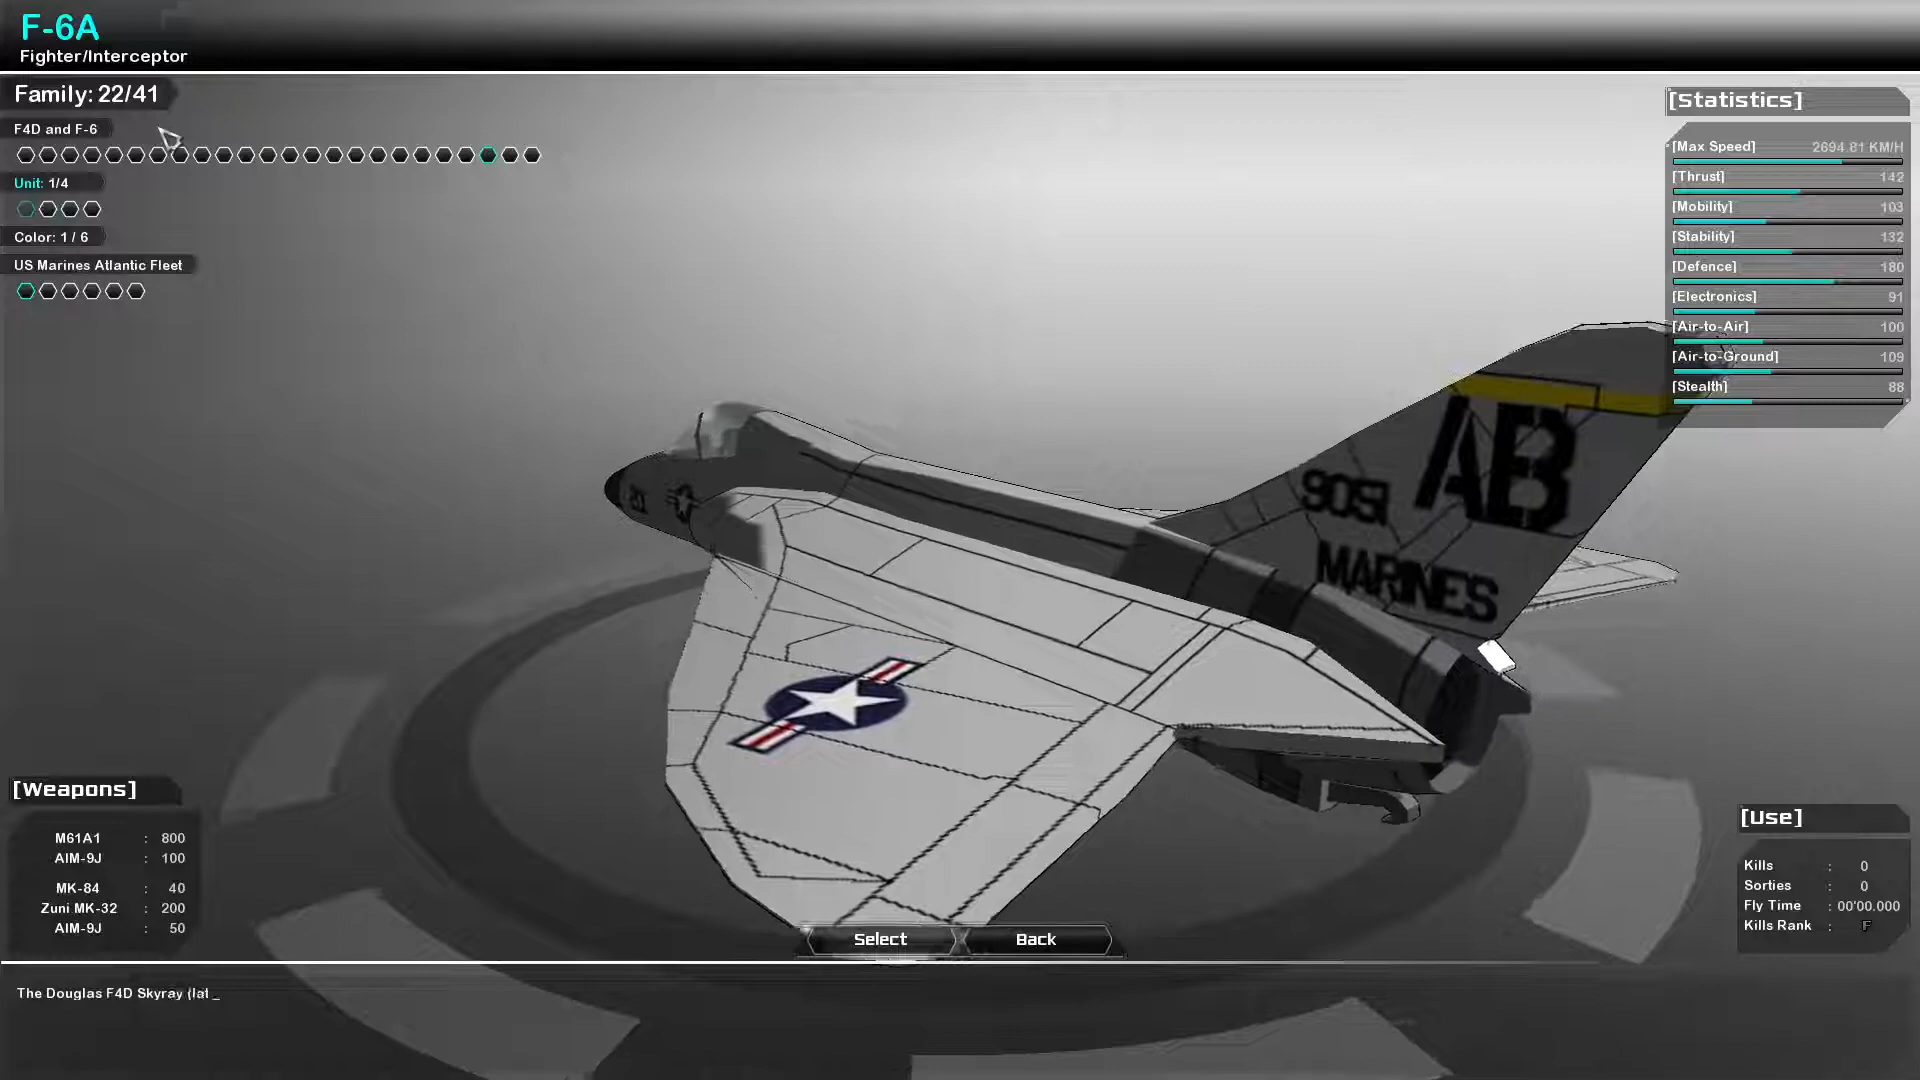 F-6A
Fighter/Interceptor
Family: 22/41
F4D and F-6
Unit: 1/4
Color: 1 / 6
US Marines Atlantic Fleet
[Statistics]
[Max Speed] 2694.81 KM/H
[Thrust] 142
[Mobility] 103
[Stability] 132
[Defence] 180
[Electronics] 91
[Air-to-Air] 100
[Air-to-Ground] 109
[Stealth] 88
AB
9051
MARINES
[Weapons]
M61A1 : 800
AIM-9J : 100
MK-84 : 40
Zuni MK-32 : 200
AIM-9J : 50
[Use]
Kills : 0
Sorties : 0
Fly Time : 00'00.000
Kills Rank : F
Select
Back
The Douglas F4D Skyray (lat _